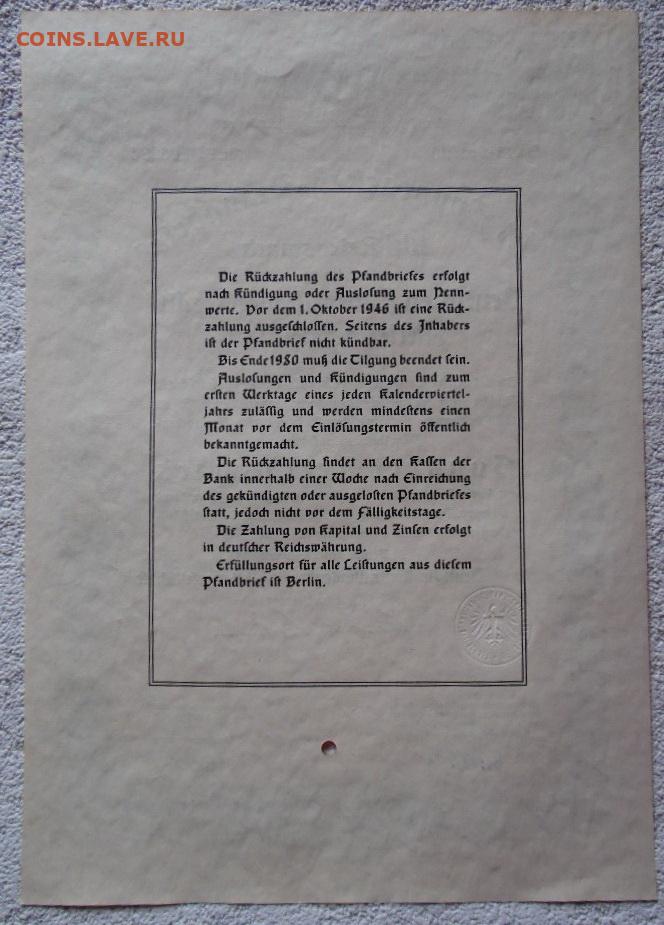 COINS.LAVE.RU
Die Rückzahlung des Pfandbriefes erfolgt
nach Kündigung oder Auslosung zum Nenn-
werte. Vor dem 1. Oktober 1946 ist eine Rück-
zahlung ausgeschlossen. Seitens des Inhabers
ist der Pfandbrief nicht kündbar.
Bis Ende 1980 muß die Tilgung beendet sein.
Auslosungen und Kündigungen sind zum
ersten Werktage eines jeden Kalenderviertel-
jahrs zulässig und werden mindestens einen
Monat vor dem Einlösungstermin öffentlich
bekanntgemacht.
Die Rückzahlung findet an den Kassen der
Bank innerhalb einer Woche nach Einreichung
des gekündigten oder ausgelosten Pfandbriefes
statt, jedoch nicht vor dem Fälligkeitstage.
Die Zahlung von Kapital und Zinsen erfolgt
in deutscher Reichswährung.
Erfüllungsort für alle Leistungen aus diesem
Pfandbrief ist Berlin.